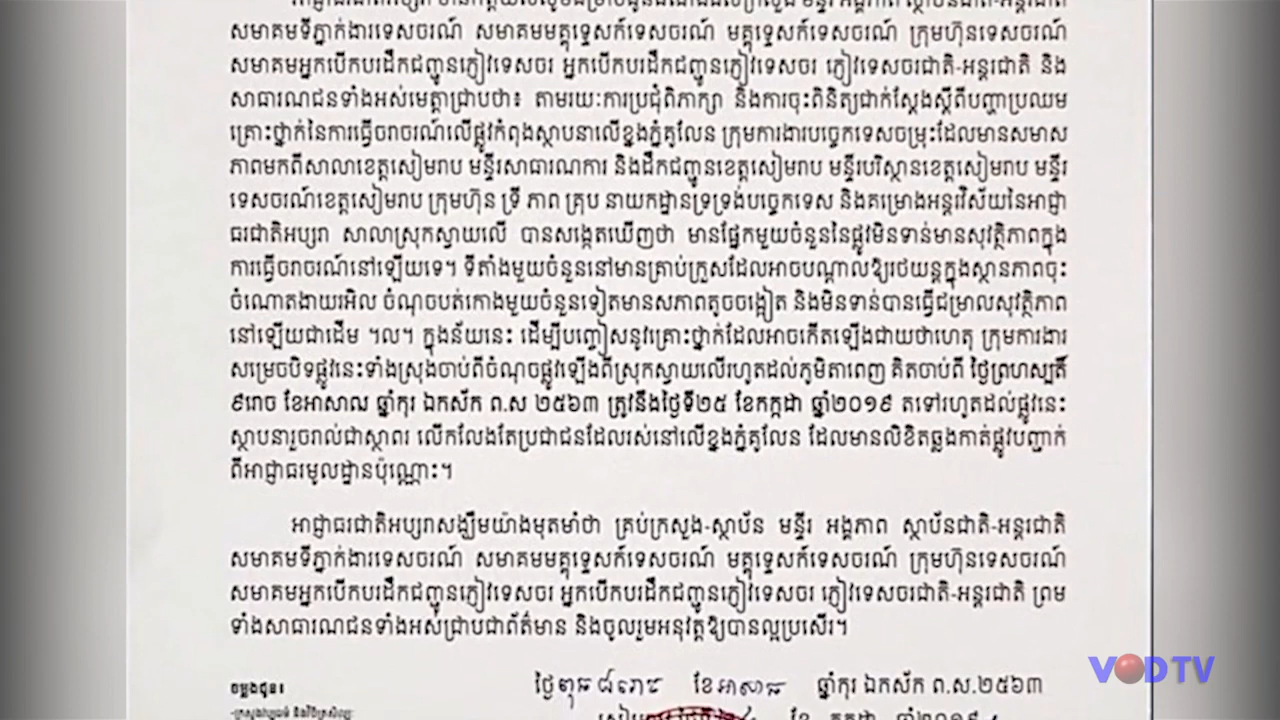 អាជ្ញាធរជាតិអប្សរា
សមាគមទីភ្នាក់ងារទេសចរណ៍ សមាគមមគ្គុទ្ទេសក៍ទេសចរណ៍ មគ្គុទ្ទេសក៍ទេសចរណ៍ ក្រុមហ៊ុនទេសចរណ៍
សមាគមអ្នកបើកបរដឹកជញ្ជូនភ្ញៀវទេសចរ អ្នកបើកបរដឹកជញ្ជូនភ្ញៀវទេសចរ ភ្ញៀវទេសចរជាតិ-អន្តរជាតិ និង
សាធារណជនទាំងអស់មេត្តាជ្រាបថា៖ តាមរយៈការប្រជុំពិភាក្សា និងការចុះពិនិត្យជាក់ស្តែងស្តីពីបញ្ហាប្រឈម
គ្រោះថ្នាក់នៃការធ្វើចរាចរណ៍លើផ្លូវកំពុងស្ថាបនាលើខ្នងភ្នំគូលែន ក្រុមការងារបច្ចេកទេសចម្រុះដែលមានសមាស
ភាពមកពីសាលាខេត្តសៀមរាប មន្ទីរសាធារណការ និងដឹកជញ្ជូនខេត្តសៀមរាប មន្ទីរបរិស្ថានខេត្តសៀមរាប មន្ទីរ
ទេសចរណ៍ខេត្តសៀមរាប ក្រុមហ៊ុន ទ្រី ភាព គ្រុប នាយកដ្ឋានទ្រទ្រង់បច្ចេកទេស និងគម្រោងអន្តរវិស័យនៃអាជ្ញា
ធរជាតិអប្សរា សាលាស្រុកស្វាយលើ បានសង្កេតឃើញថា មានផ្នែកមួយចំនួននៃផ្លូវមិនទាន់មានសុវត្ថិភាពក្នុង
ការធ្វើចរាចរណ៍នៅឡើយទេ។ ទីតាំងមួយចំនួននៅមានគ្រាប់ក្រួសដែលអាចបណ្តាលឱ្យរថយន្តក្នុងស្ថានភាពចុះ
ចំណោតងាយរអិល ចំណុចបត់កោងមួយចំនួនទៀតមានសភាពតូចចង្អៀត និងមិនទាន់បានធ្វើជម្រាលសុវត្ថិភាព
នៅឡើយជាដើម ។ល។ ក្នុងន័យនេះ ដើម្បីបញ្ចៀសនូវគ្រោះថ្នាក់ដែលអាចកើតឡើងជាយថាហេតុ ក្រុមការងារ
សម្រេចបិទផ្លូវនេះទាំងស្រុងចាប់ពីចំណុចផ្លូវឡើងពីស្រុកស្វាយលើរហូតដល់ភូមិតាពេញ គិតចាប់ពី ថ្ងៃព្រហស្បតិ៍
៩រោច ខែអាសាឍ ឆ្នាំកុរ ឯកស័ក ព.ស ២៥៦៣ ត្រូវនឹងថ្ងៃទី២៥ ខែកក្កដា ឆ្នាំ២០១៩ តទៅរហូតដល់ផ្លូវនេះ
ស្ថាបនារួចរាល់ជាស្ថាពរ លើកលែងតែប្រជាជនដែលរស់នៅលើខ្នងភ្នំគូលែន ដែលមានលិខិតឆ្លងកាត់ផ្លូវបញ្ជាក់
ពីអាជ្ញាធរមូលដ្ឋានប៉ុណ្ណោះ។
អាជ្ញាធរជាតិអប្សរាសង្ឃឹមយ៉ាងមុតមាំថា គ្រប់ក្រសួង-ស្ថាប័ន មន្ទីរ អង្គភាព ស្ថាប័នជាតិ-អន្តរជាតិ
សមាគមទីភ្នាក់ងារទេសចរណ៍ សមាគមមគ្គុទ្ទេសក៍ទេសចរណ៍ មគ្គុទ្ទេសក៍ទេសចរណ៍ ក្រុមហ៊ុនទេសចរណ៍
សមាគមអ្នកបើកបរដឹកជញ្ជូនភ្ញៀវទេសចរ អ្នកបើកបរដឹកជញ្ជូនភ្ញៀវទេសចរ ភ្ញៀវទេសចរជាតិ-អន្តរជាតិ ព្រម
ទាំងសាធារណជនទាំងអស់ជ្រាបជាព័ត៌មាន និងចូលរួមអនុវត្តឱ្យបានល្អប្រសើរ។
VODTV
ថ្ងៃពុធ ៨រោច ខែអាសាឍ ឆ្នាំកុរ ឯកស័ក ព.ស.២៥៦៣
ចម្លងជូន៖